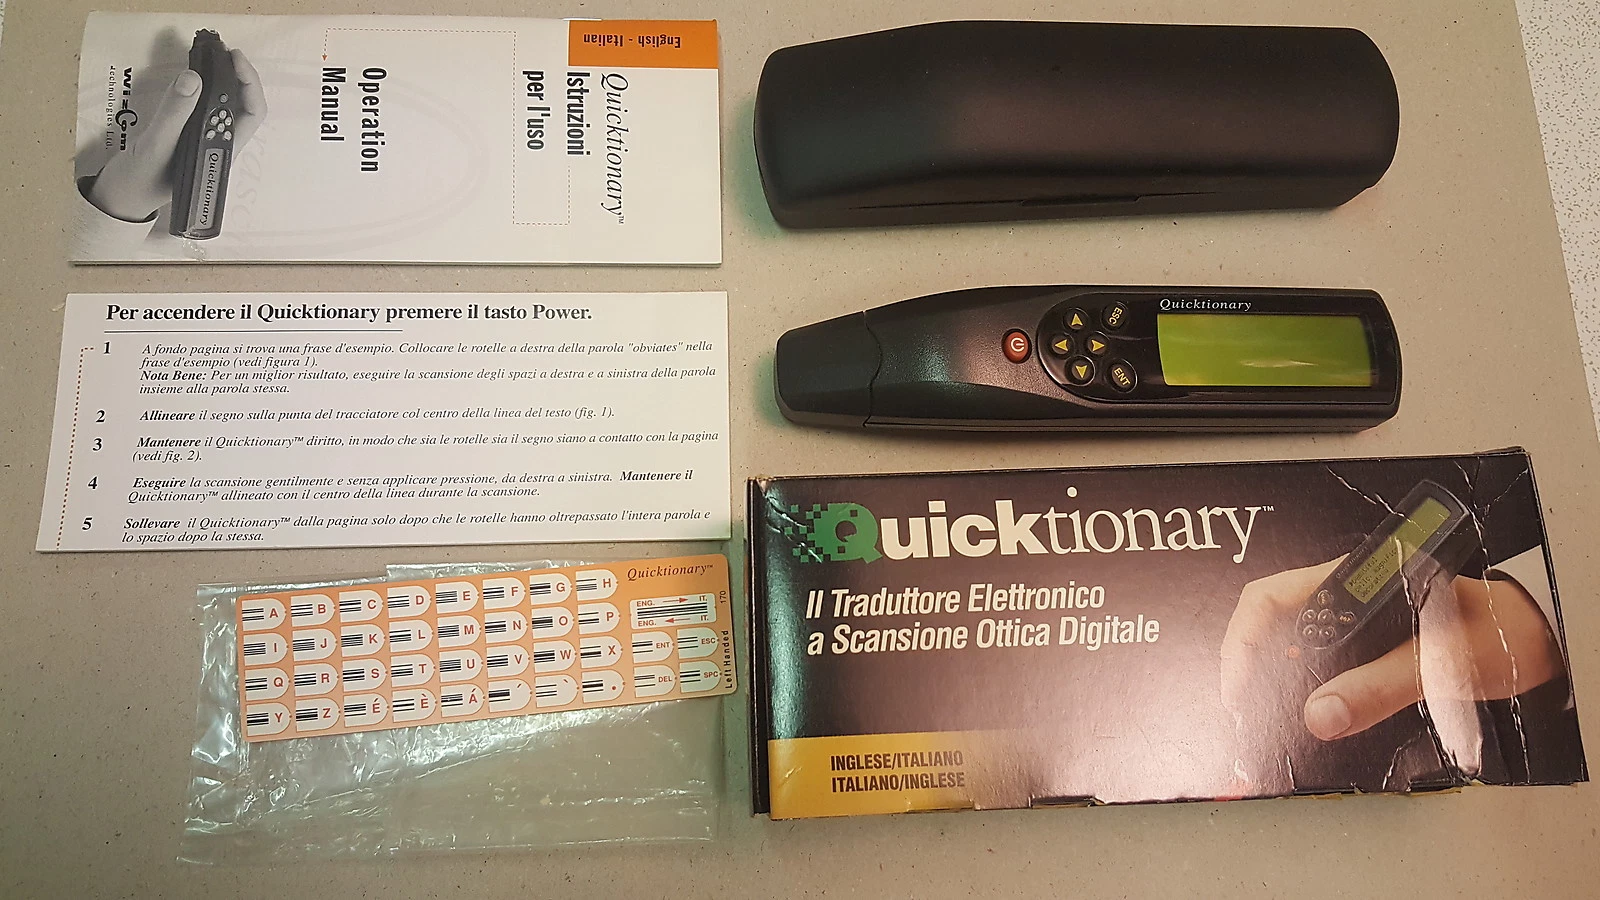 English - Italian
Quicktionary™
Istruzioni
per l'uso
Operation
Manual
WizCom
technologies Ltd.
Quicktionary
Per accendere il Quicktionary premere il tasto Power.
1 A fondo pagina si trova una frase d'esempio. Collocare le rotelle a destra della parola "obviates" nella
frase d'esempio (vedi figura 1).
Nota Bene: Per un miglior risultato, eseguire la scansione degli spazi a destra e a sinistra della parola
insieme alla parola stessa.
2 Allineare il segno sulla punta del tracciatore col centro della linea del testo (fig. 1).
3 Mantenere il Quicktionary™ diritto, in modo che sia le rotelle sia il segno siano a contatto con la pagina
(vedi fig. 2).
4 Eseguire la scansione gentilmente e senza applicare pressione, da destra a sinistra. Mantenere il
Quicktionary™ allineato con il centro della linea durante la scansione.
5 Sollevare il Quicktionary™ dalla pagina solo dopo che le rotelle hanno oltrepassato l'intera parola e
lo spazio dopo la stessa.
Quicktionary™
A B C D E F G H
ENG. IT.
ENG. IT.
I J K L M N O P
ENT ESC
Q R S T U V W X
DEL SPC
Y Z É È Á ´ ` .
170
Left Handed
Quicktionary
ESC
ENT
Quicktionary™
Il Traduttore Elettronico
a Scansione Ottica Digitale
INGLESE/ITALIANO
ITALIANO/INGLESE